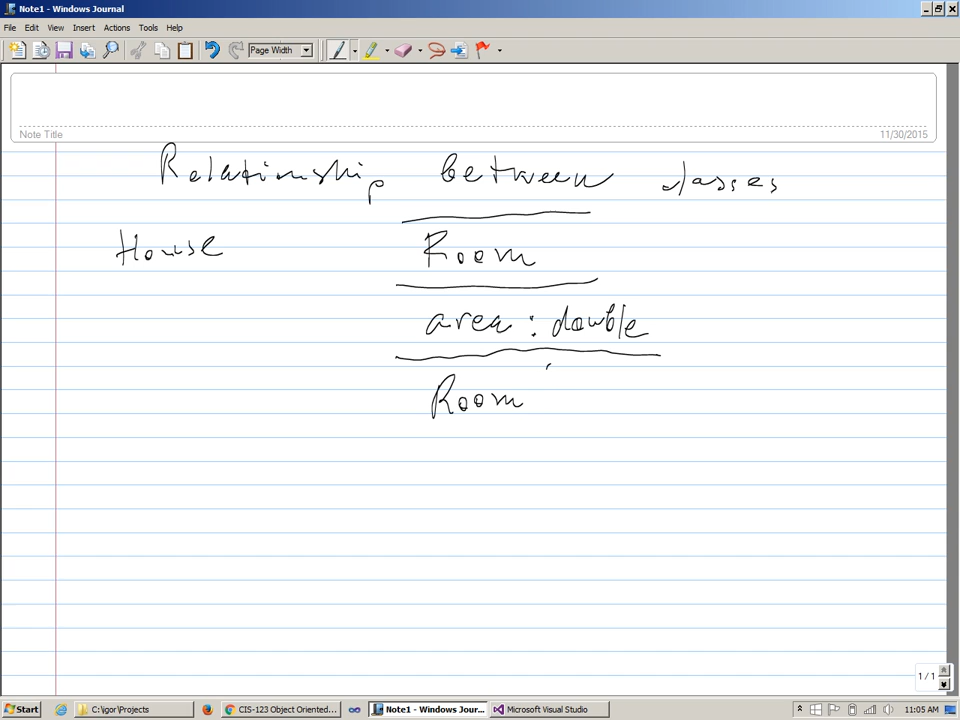 Note1 - Windows Journal
File Edit View Insert Actions Tools Help
Page Width
Note Title 11/30/2015
Relationship between classes
House Room
area : double
Room
1 / 1
Start C:\igor\Projects CIS-123 Object Oriented... Note1 - Windows Jour... Microsoft Visual Studio 11:05 AM